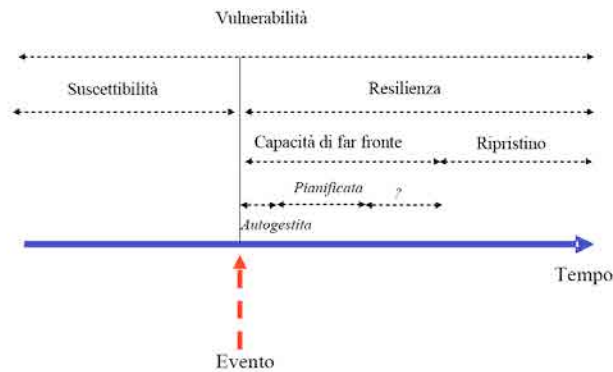 Vulnerabilità
Suscettibilità
Resilienza
Capacità di far fronte
Ripristino
Pianificata
?
Autogestita
Tempo
Evento